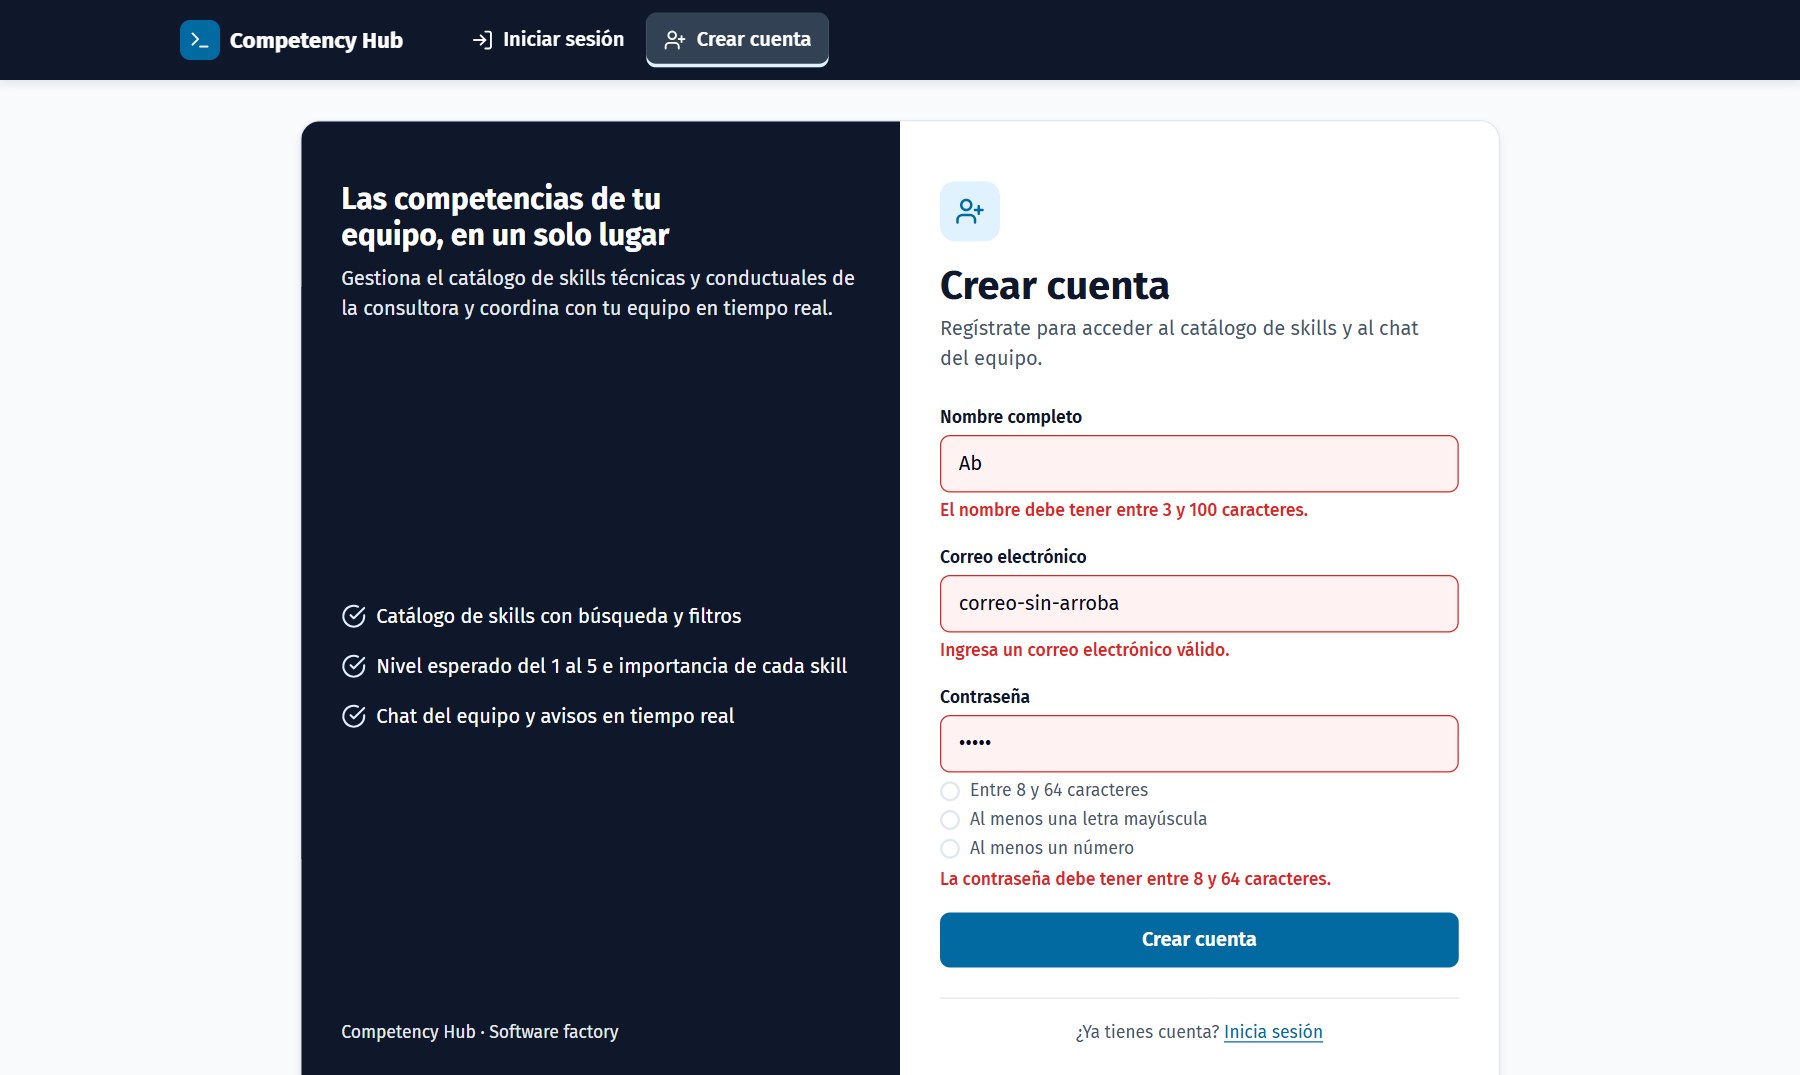 Competency Hub
Iniciar sesión
Crear cuenta
Las competencias de tu
equipo, en un solo lugar
Gestiona el catálogo de skills técnicas y conductuales de
la consultora y coordina con tu equipo en tiempo real.
Catálogo de skills con búsqueda y filtros
Nivel esperado del 1 al 5 e importancia de cada skill
Chat del equipo y avisos en tiempo real
Competency Hub · Software factory
Crear cuenta
Regístrate para acceder al catálogo de skills y al chat
del equipo.
Nombre completo
Ab
El nombre debe tener entre 3 y 100 caracteres.
Correo electrónico
correo-sin-arroba
Ingresa un correo electrónico válido.
Contraseña
•••••
Entre 8 y 64 caracteres
Al menos una letra mayúscula
Al menos un número
La contraseña debe tener entre 8 y 64 caracteres.
Crear cuenta
¿Ya tienes cuenta? Inicia sesión